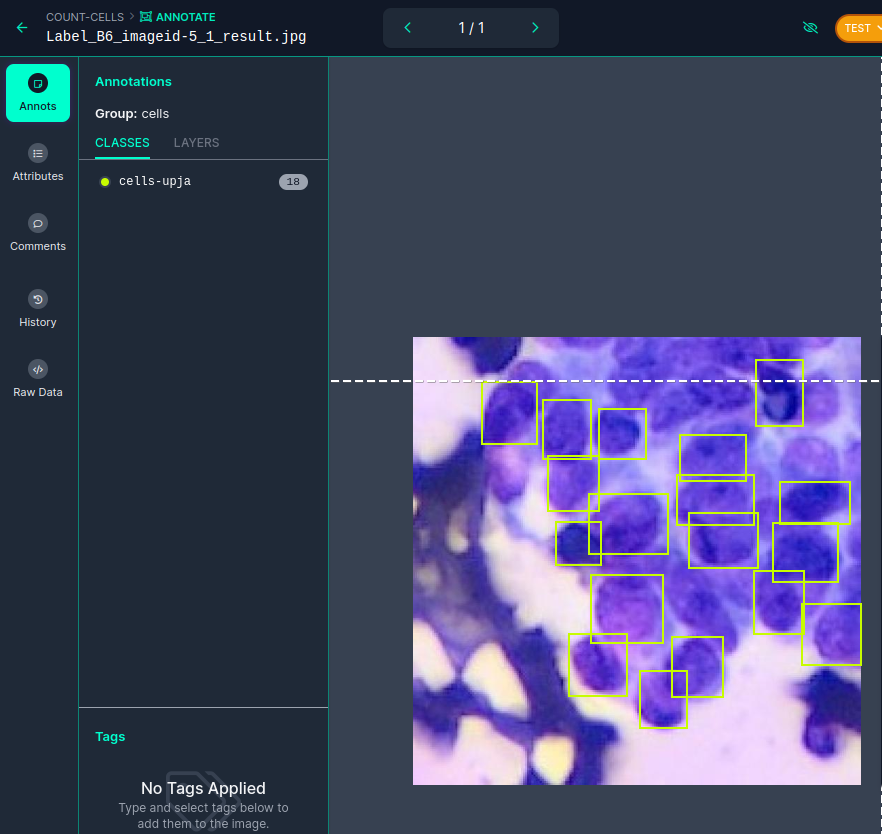 COUNT-CELLS > ANNOTATE
Label_B6_imageid-5_1_result.jpg
1 / 1
TEST
Annots
Attributes
Comments
History
Raw Data
Annotations
Group: cells
CLASSES LAYERS
cells-upja 18
Tags
No Tags Applied
Type and select tags below to
add them to the image.